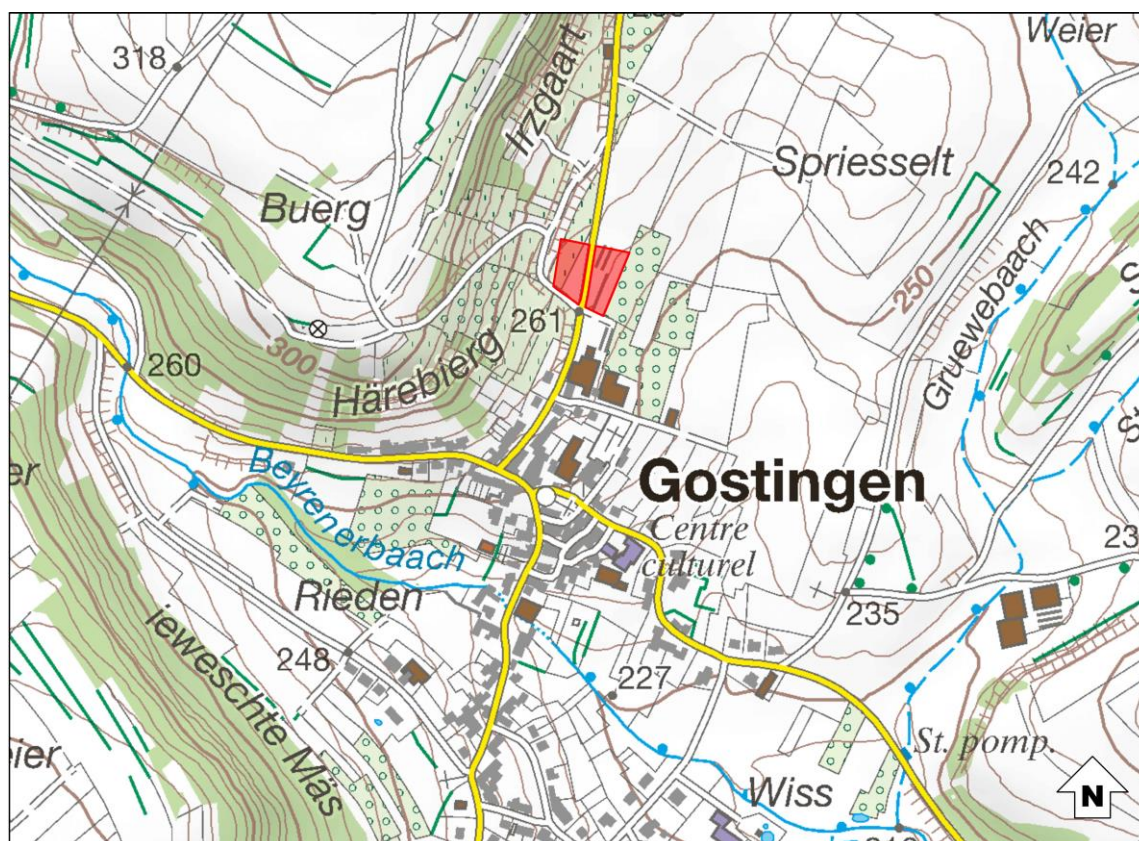 Weier
318
Irzgaart
Spriesselt
242
Buerg
Gruewebaach
250
261
300
260
Härebierg
Gostingen
Beyrenerbaach
Centre
culturel
Rieden
235
248
227
ieweschte Mäs
eier
St. pomp.
Wiss
N